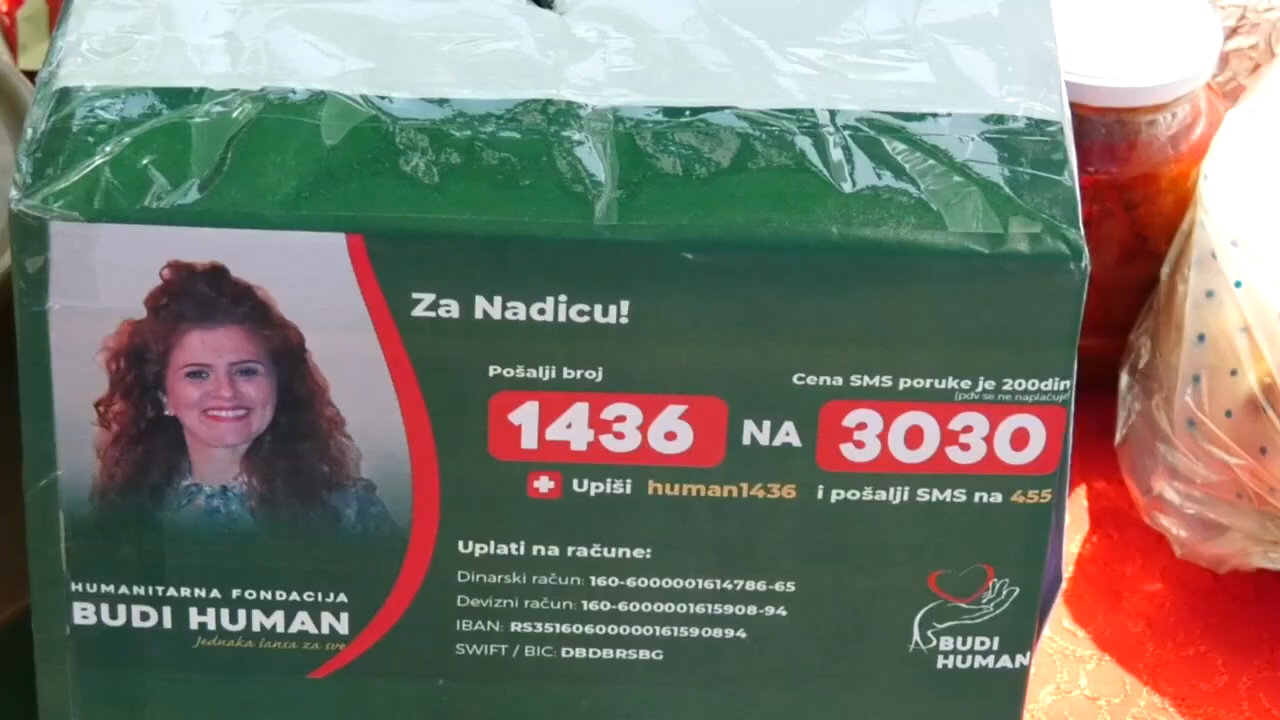 Za Nadicu!
Pošalji broj
Cena SMS poruke je 200din
(pdv se ne naplaćuje
1436 NA 3030
Upiši human1436 i pošalji SMS na 455
Uplati na račune:
Dinarski račun: 160-6000001614786-65
Devizni račun: 160-6000001615908-94
IBAN: RS35160600000161590894
SWIFT / BIC: DBDBRSBG
HUMANITARNA FONDACIJA
BUDI HUMAN
Jednaka šansa za sve
BUDI
HUMAN